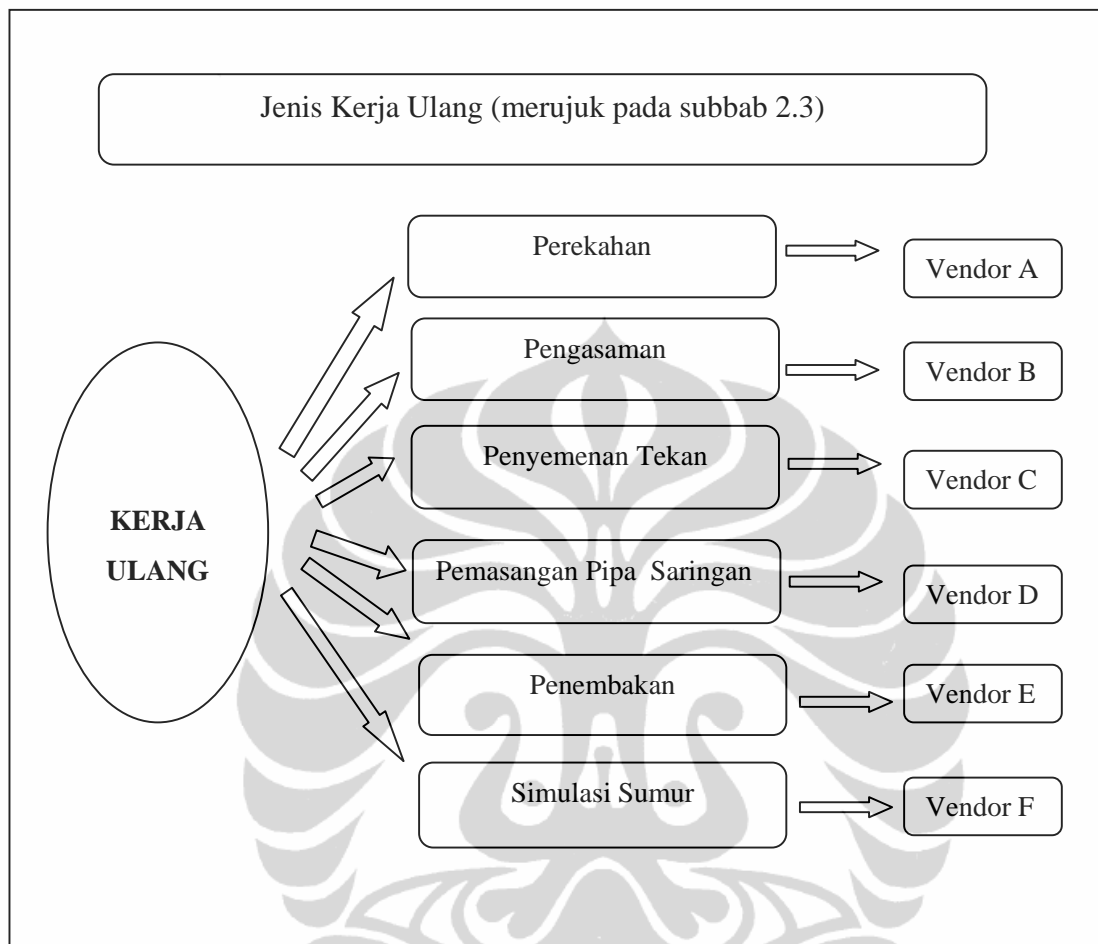 Jenis Kerja Ulang (merujuk pada subbab 2.3)
Perekahan
Vendor A
Pengasaman
Vendor B
Penyemenan Tekan
Vendor C
KERJA
ULANG
Pemasangan Pipa Saringan
Vendor D
Penembakan
Vendor E
Simulasi Sumur
Vendor F